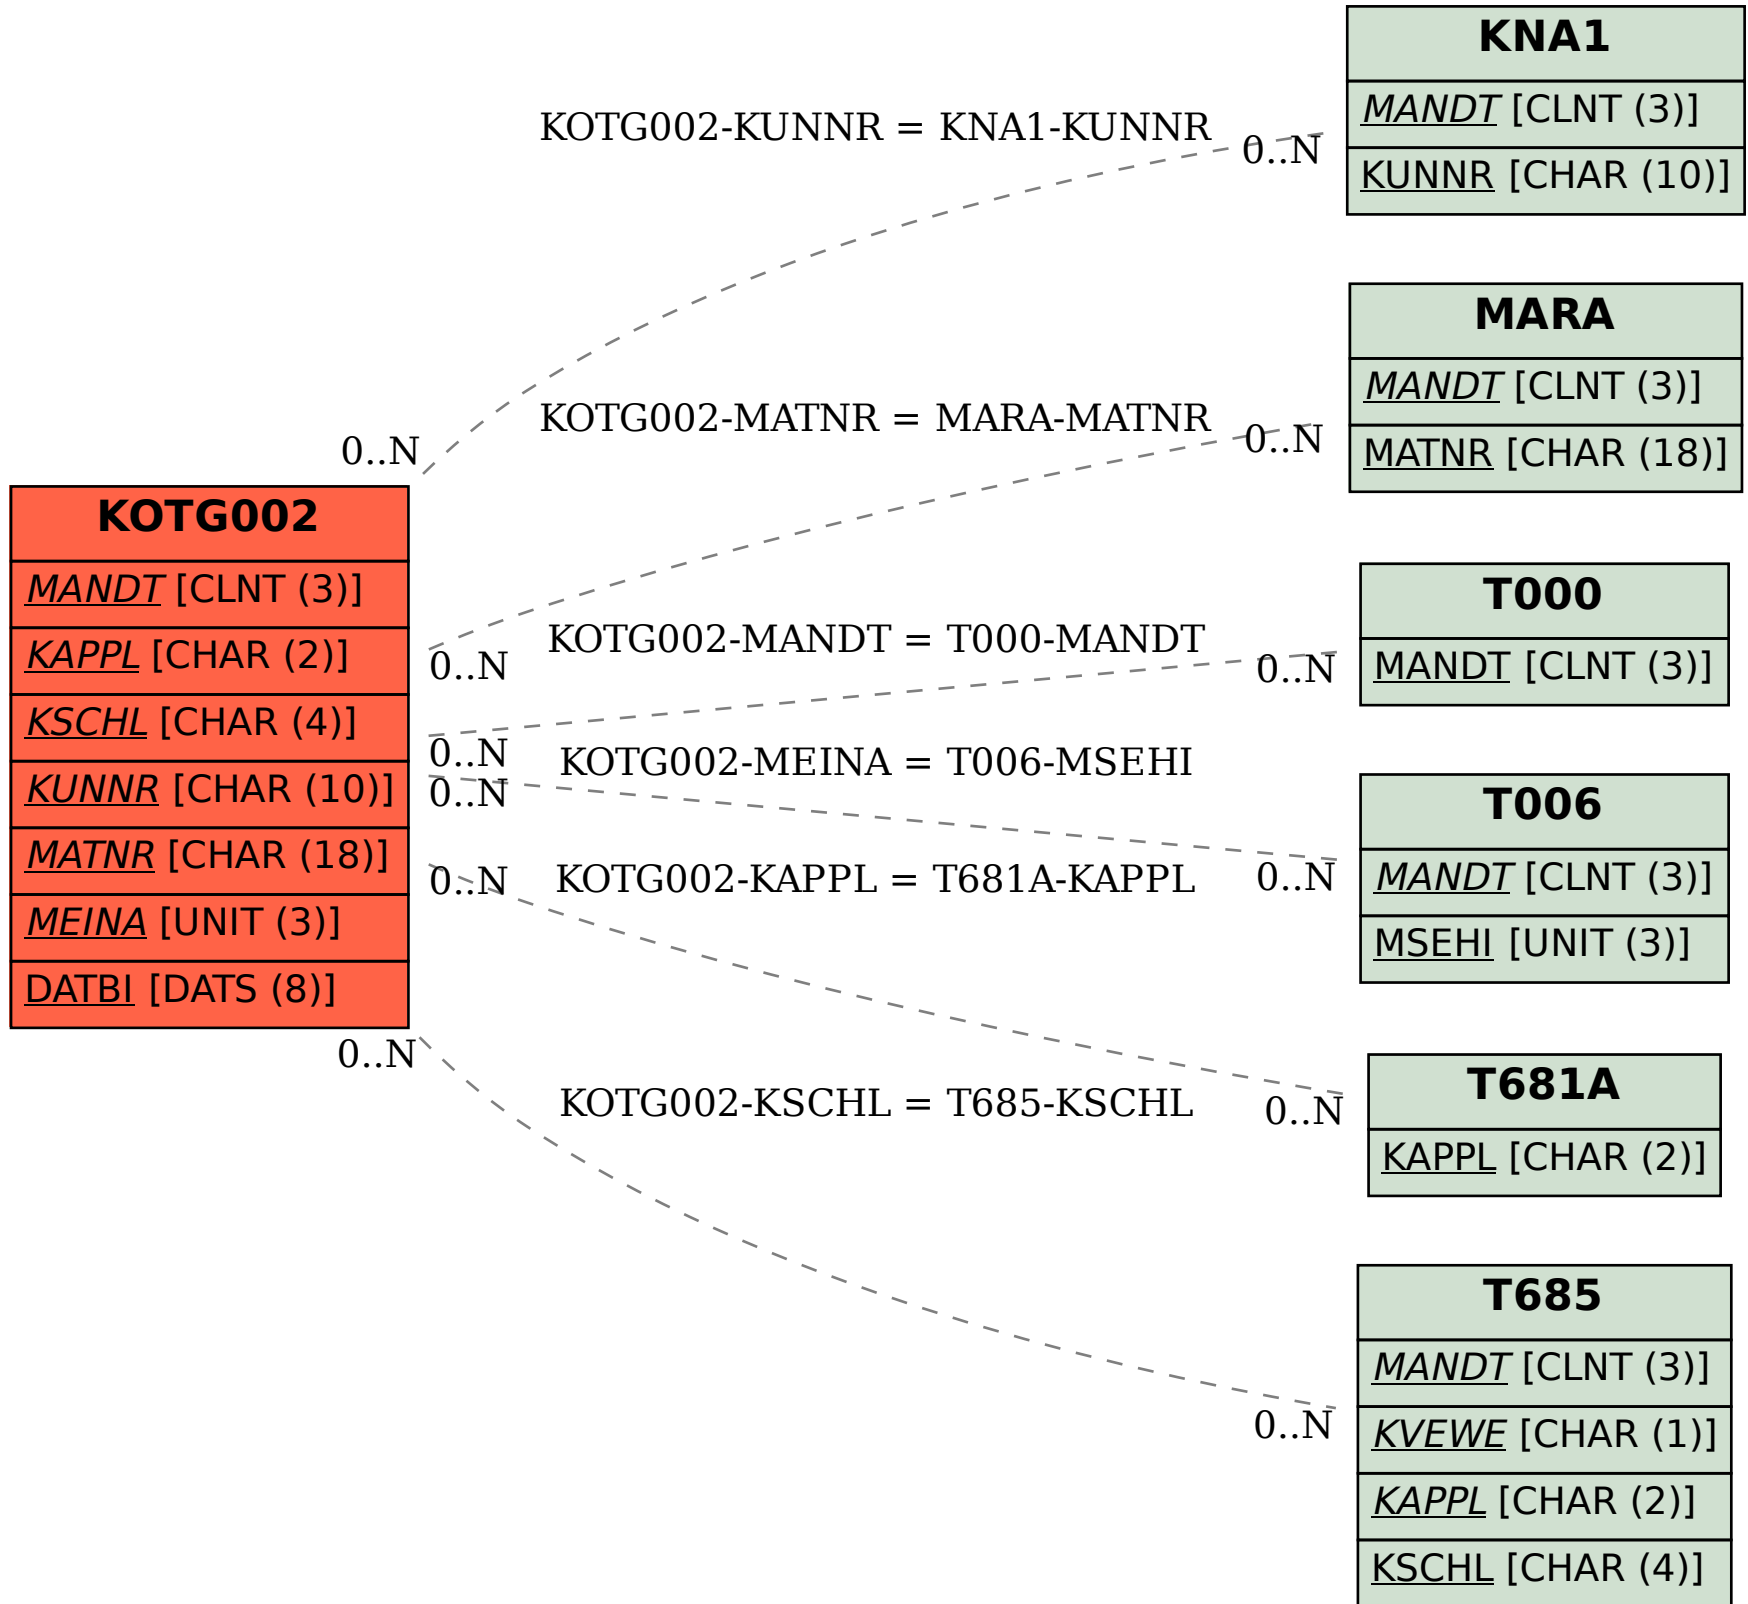 KNA1
MANDT [CLNT (3)]
KUNNR [CHAR (10)]
KOTG002-KUNNR = KNA1-KUNNR
0..N
0..N
MARA
MANDT [CLNT (3)]
MATNR [CHAR (18)]
KOTG002-MATNR = MARA-MATNR
0..N
0..N
KOTG002
MANDT [CLNT (3)]
KAPPL [CHAR (2)]
KSCHL [CHAR (4)]
KUNNR [CHAR (10)]
MATNR [CHAR (18)]
MEINA [UNIT (3)]
DATBI [DATS (8)]
KOTG002-MANDT = T000-MANDT
0..N
0..N
T000
MANDT [CLNT (3)]
KOTG002-MEINA = T006-MSEHI
0..N
0..N
T006
MANDT [CLNT (3)]
MSEHI [UNIT (3)]
KOTG002-KAPPL = T681A-KAPPL
0..N
0..N
T681A
KAPPL [CHAR (2)]
KOTG002-KSCHL = T685-KSCHL
0..N
0..N
T685
MANDT [CLNT (3)]
KVEWE [CHAR (1)]
KAPPL [CHAR (2)]
KSCHL [CHAR (4)]